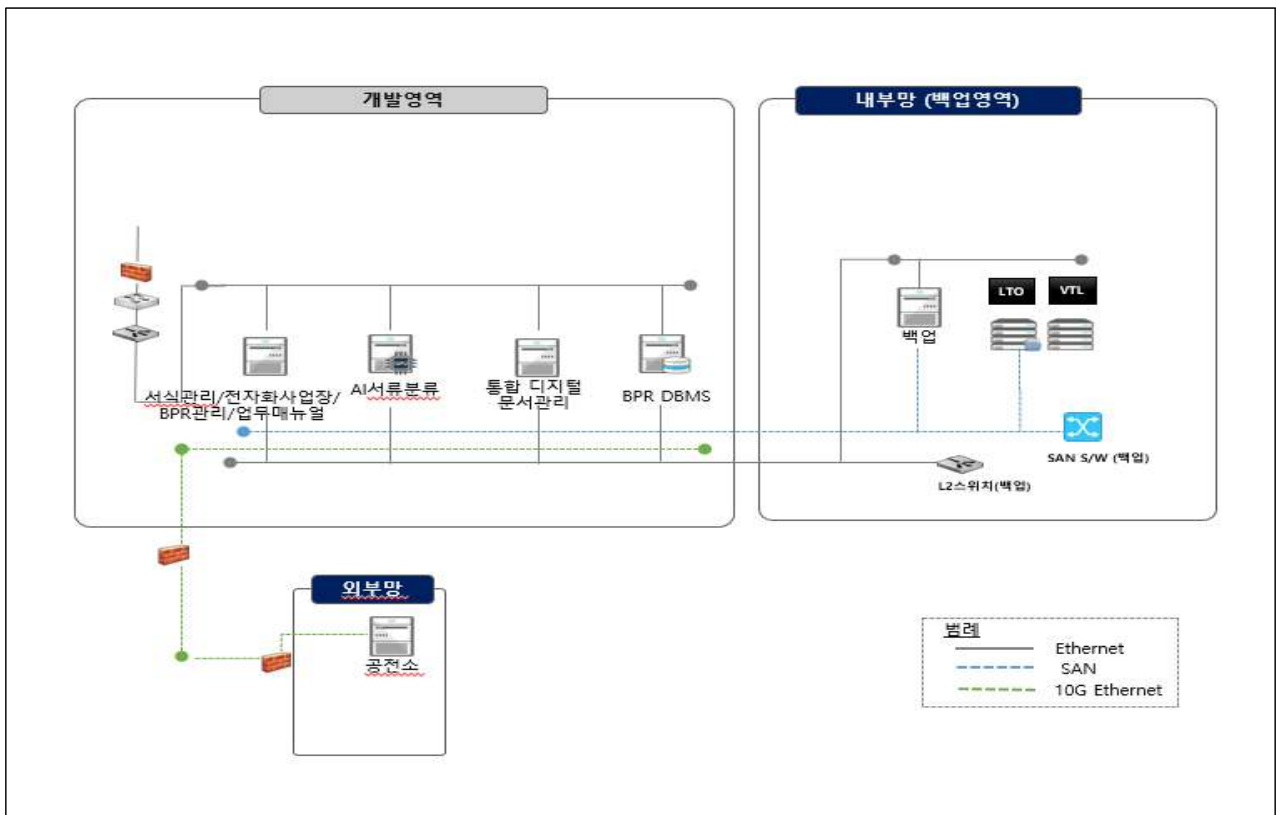 개발영역
내부망 (백업영역)
LTO
VTL
백업
서식관리/전자화사업장/
BPR관리/업무매뉴얼
AI서류분류
통합 디지털
문서관리
BPR DBMS
SAN S/W (백업)
L2스위치(백업)
외부망
공전소
범례
Ethernet
SAN
10G Ethernet